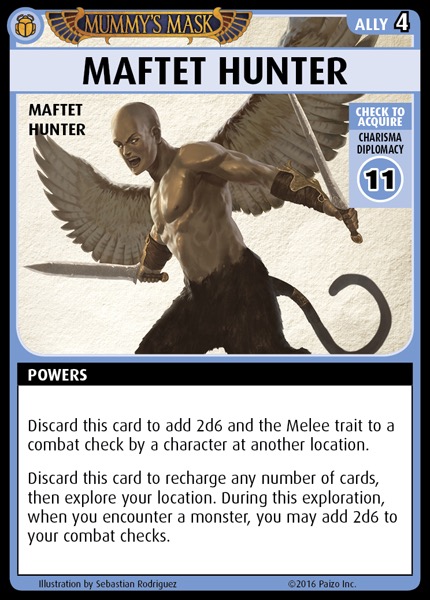 MUMMY'S MASK
ALLY 4
MAFTET HUNTER
MAFTET
HUNTER
CHECK TO
ACQUIRE
CHARISMA
DIPLOMACY
11
POWERS
Discard this card to add 2d6 and the Melee trait to a
combat check by a character at another location.
Discard this card to recharge any number of cards,
then explore your location. During this exploration,
when you encounter a monster, you may add 2d6 to
your combat checks.
Illustration by Sebastian Rodriguez
©2016 Paizo Inc.